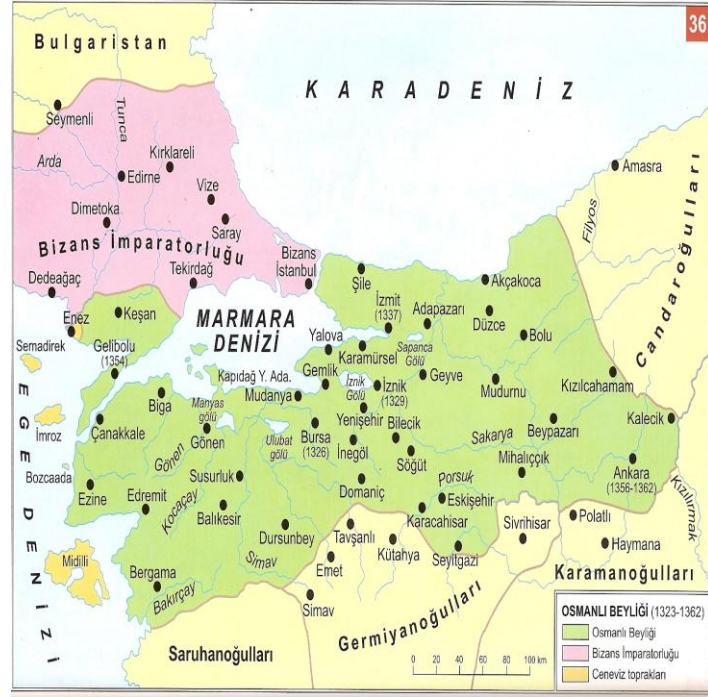 36
Bulgaristan
KARADENİZ
Seymenli
Tunca
Arda
Kırklareli
Edirne
Vize
Dimetoka
Saray
Bizans İmparatorluğu
Bizans
İstanbul
Tekirdağ
Dedeağaç
Enez
Keşan
Semadirek
Gelibolu
(1354)
MARMARA
DENİZİ
Amasra
Filyos
Candaroğulları
Şile
Akçakoca
İzmit
(1337)
Adapazarı
Düzce
Bolu
Yalova
Karamürsel
Sapanca
Gölü
Gemlik
Kapıdağ Y. Ada.
Mudanya
İznik
Gölü
İznik
(1329)
Geyve
Mudurnu
Kızılcahamam
Biga
Manyas
gölü
Yenişehir
Bilecik
Beypazarı
Kalecik
İmroz
Çanakkale
Gönen
Gönen
Ulubat
gölü
Bursa
(1326)
İnegöl
Söğüt
Sakarya
Mihalıççık
Ankara
(1356-1362)
Bozcaada
Ezine
Edremit
Kocaçay
Susurluk
Balıkesir
Domaniç
Porsuk
Eskişehir
Karacahisar
Kızılırmak
EGE DENİZİ
Dursunbey
Tavşanlı
Kütahya
Seyitgazi
Sivrihisar
Polatlı
Haymana
Midilli
Bergama
Bakırçay
Simav
Emet
Simav
Karamanoğulları
Germiyanoğulları
Saruhanoğulları
0 20 40 60 80 100 km
OSMANLI BEYLİĞİ (1323-1362)
Osmanlı Beyliği
Bizans İmparatorluğu
Ceneviz toprakları